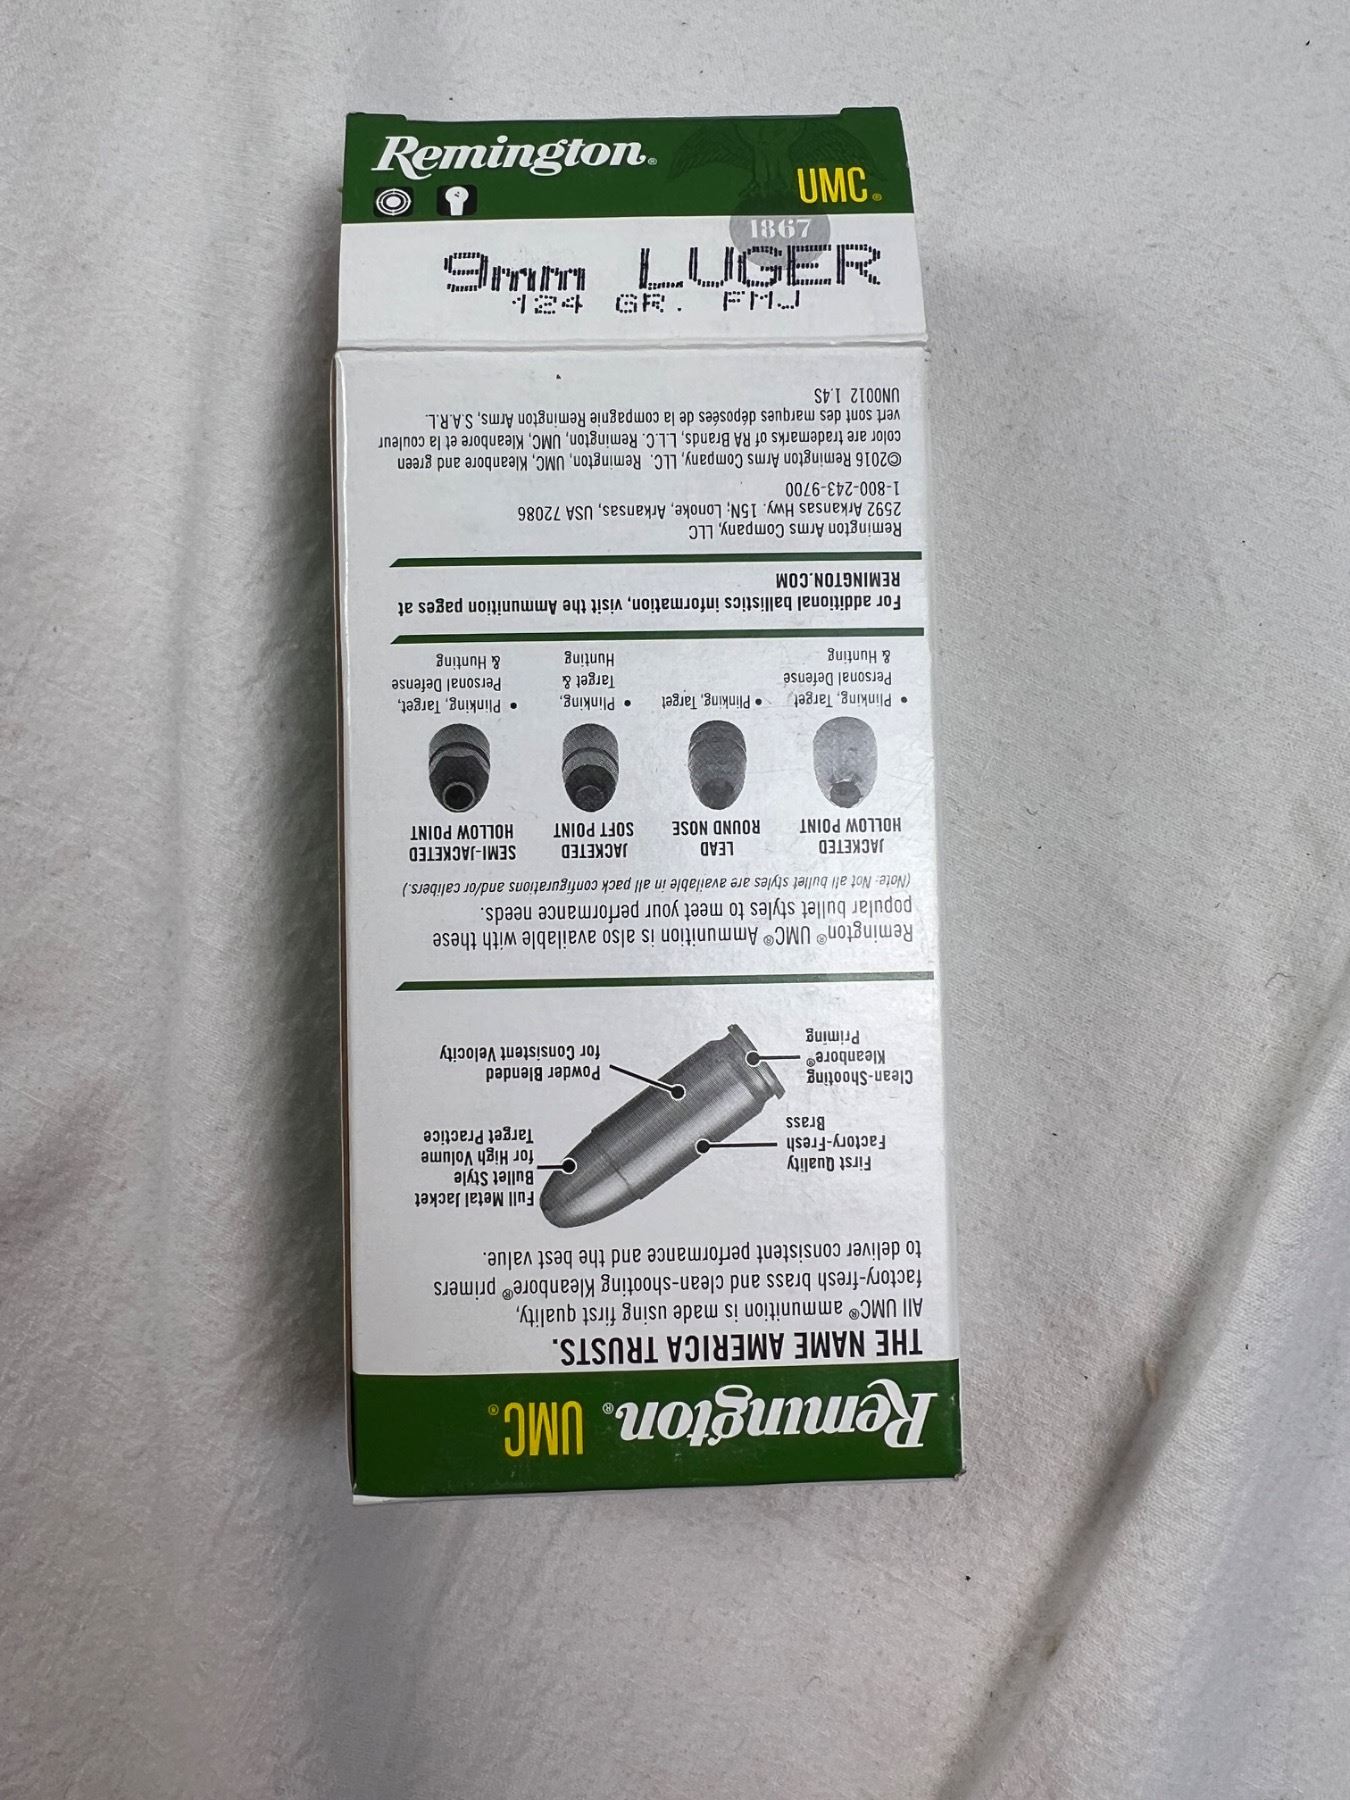 Remington®
UMC®
1867
9mm LUGER
124 GR. FMJ
Remington® UMC®
THE NAME AMERICA TRUSTS.
All UMC® ammunition is made using first quality,
factory-fresh brass and clean-shooting Kleanbore® primers
to deliver consistent performance and the best value.
First Quality
Factory-Fresh
Brass
Clean-Shooting
Kleanbore®
Priming
Full Metal Jacket
Bullet Style
for High Volume
Target Practice
Powder Blended
for Consistent Velocity
Remington® UMC® Ammunition is also available with these
popular bullet styles to meet your performance needs.
(Note: Not all bullet styles are available in all pack configurations and/or calibers.)
JACKETED
HOLLOW POINT
• Plinking, Target
Personal Defense
& Hunting
LEAD
ROUND NOSE
• Plinking, Target
JACKETED
SOFT POINT
• Plinking,
Target &
Hunting
SEMI-JACKETED
HOLLOW POINT
• Plinking, Target,
Personal Defense
& Hunting
For additional ballistics information, visit the Ammunition pages at
REMINGTON.COM
Remington Arms Company, LLC
2592 Arkansas Hwy. 15N; Lonoke, Arkansas, USA 72086
1-800-243-9700
©2016 Remington Arms Company, LLC. Remington, UMC, Kleanbore and green
color are trademarks of RA Brands, L.L.C. Remington, UMC, Kleanbore et la couleur
vert sont des marques déposées de la compagnie Remington Arms, S.A.R.L.
UN0012 1.4S